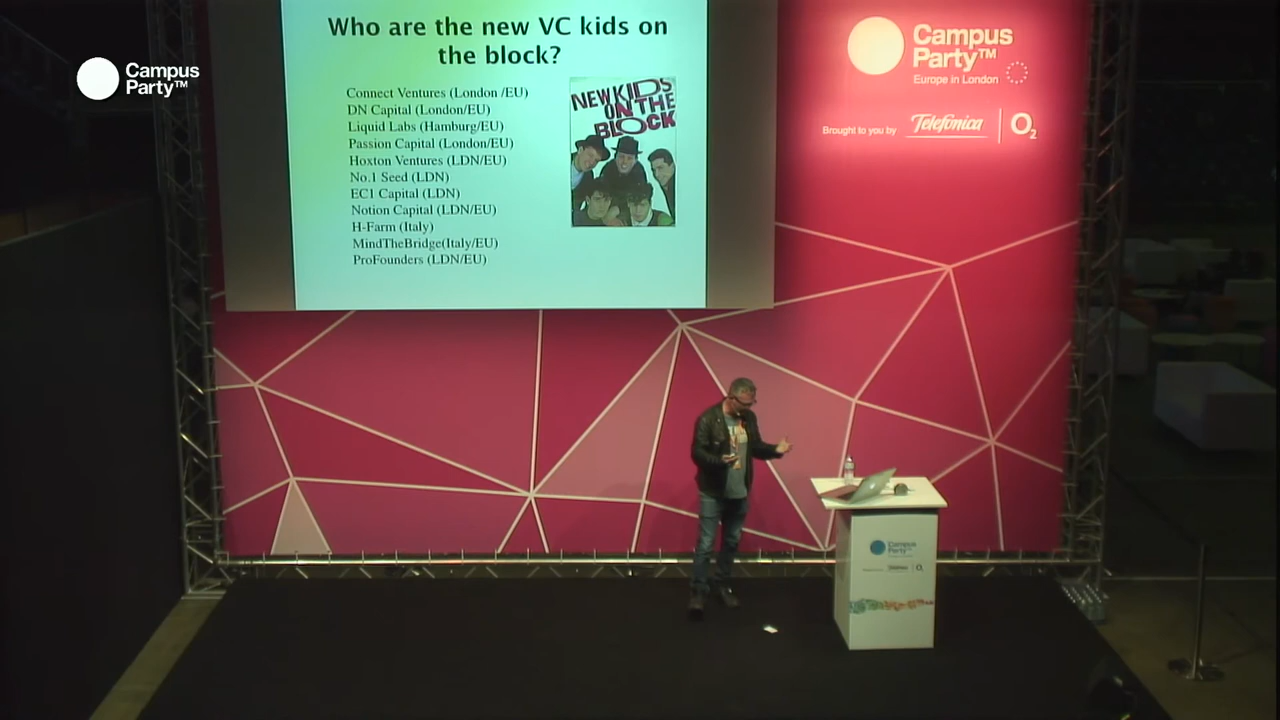 Who are the new VC kids on
the block?
Connect Ventures (London /EU)
DN Capital (London/EU)
Liquid Labs (Hamburg/EU)
Passion Capital (London/EU)
Hoxton Ventures (LDN/EU)
No.1 Seed (LDN)
EC1 Capital (LDN)
Notion Capital (LDN/EU)
H-Farm (Italy)
MindTheBridge(Italy/EU)
ProFounders (LDN/EU)
NEW KIDS
ON THE
BLOCK
Campus
Party™
Campus
Party™
Europe in London
Brought to you by Telefonica O2
Campus
Party™